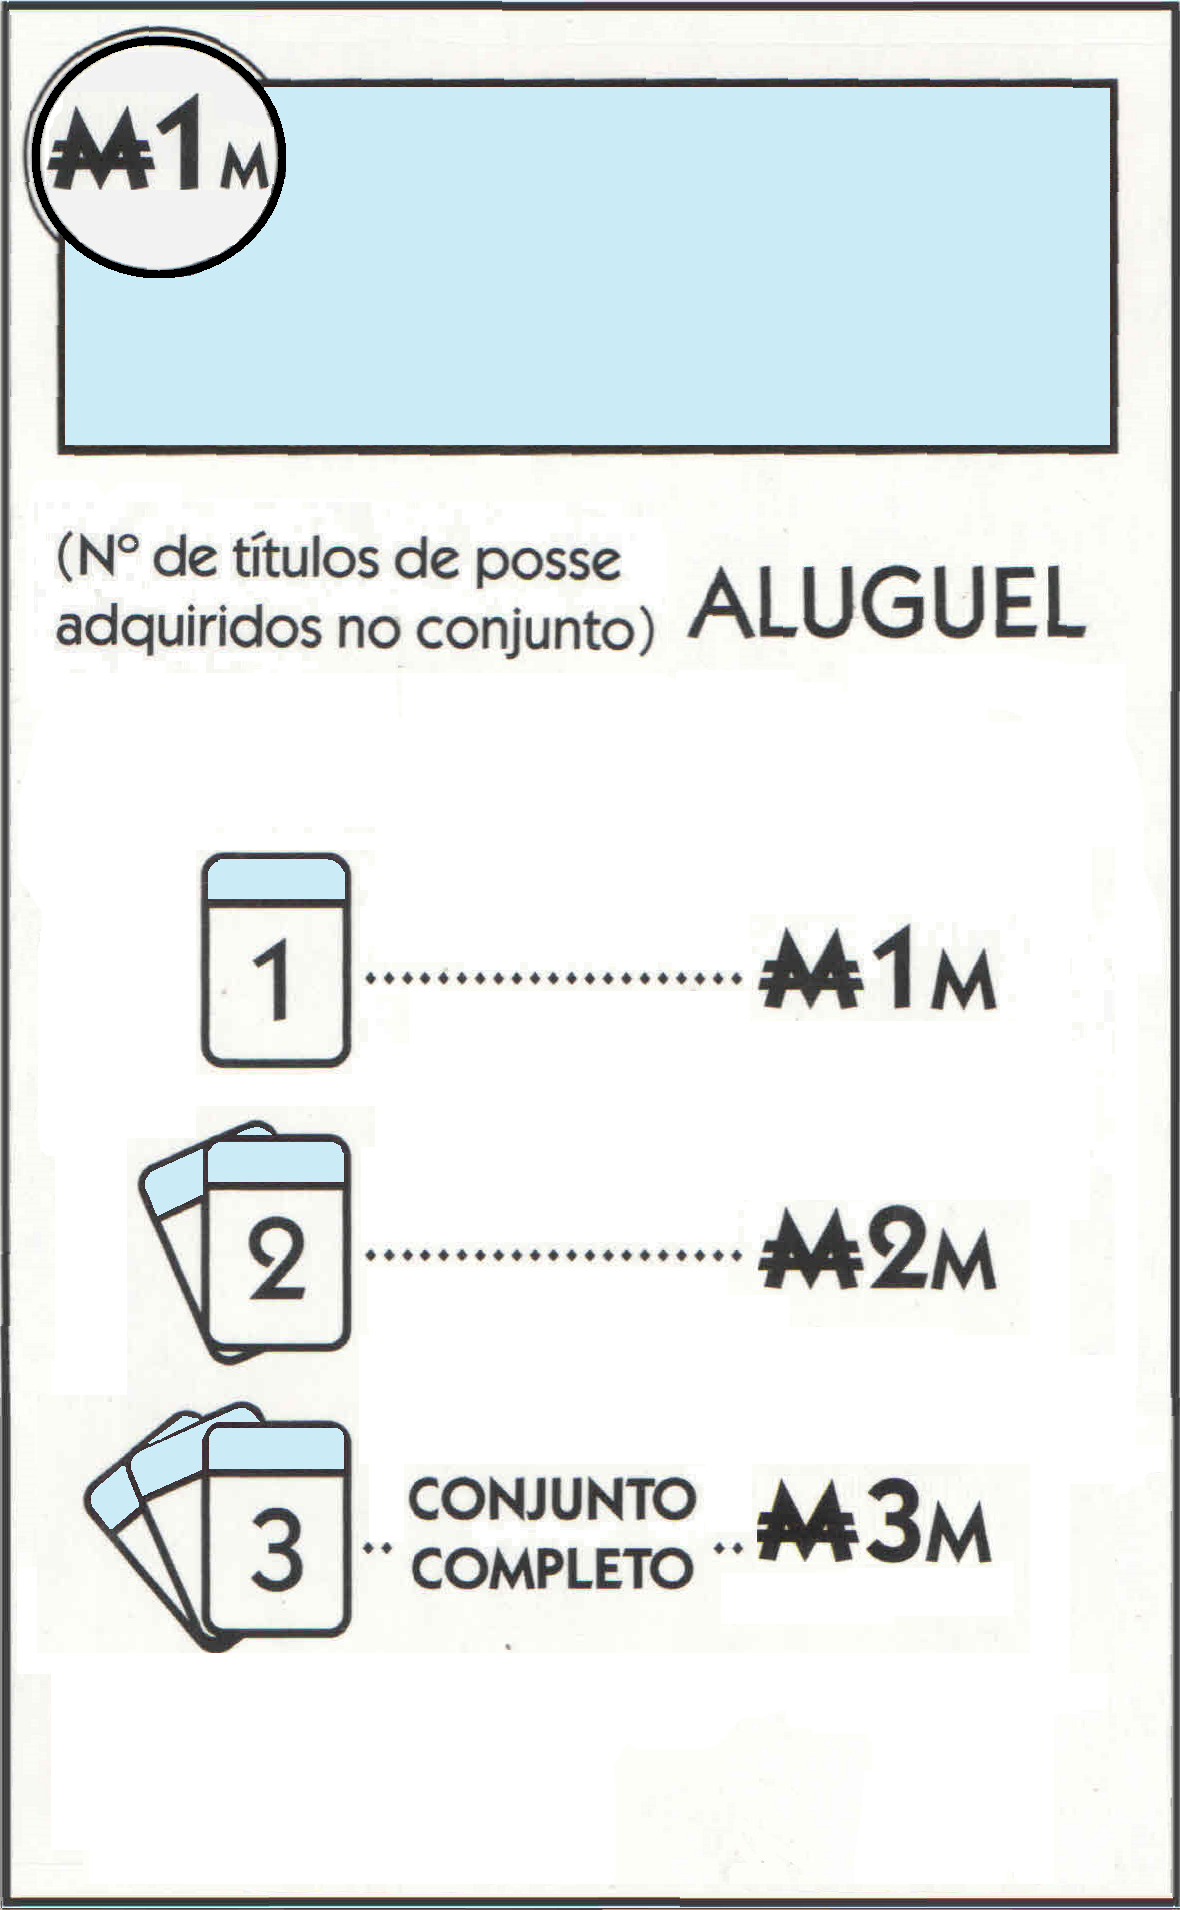 ₩1M
(Nº de títulos de posse
adquiridos no conjunto)
ALUGUEL
1 ₩1M
2 ₩2M
3 CONJUNTO COMPLETO ₩3M